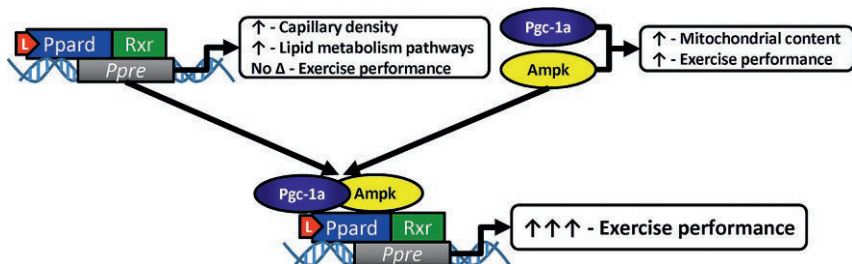 L Ppard Rxr
Ppre
↑ - Capillary density
↑ - Lipid metabolism pathways
No Δ - Exercise performance
Pgc-1a
Ampk
↑ - Mitochondrial content
↑ - Exercise performance
Pgc-1a Ampk
L Ppard Rxr
Ppre
↑↑↑ - Exercise performance